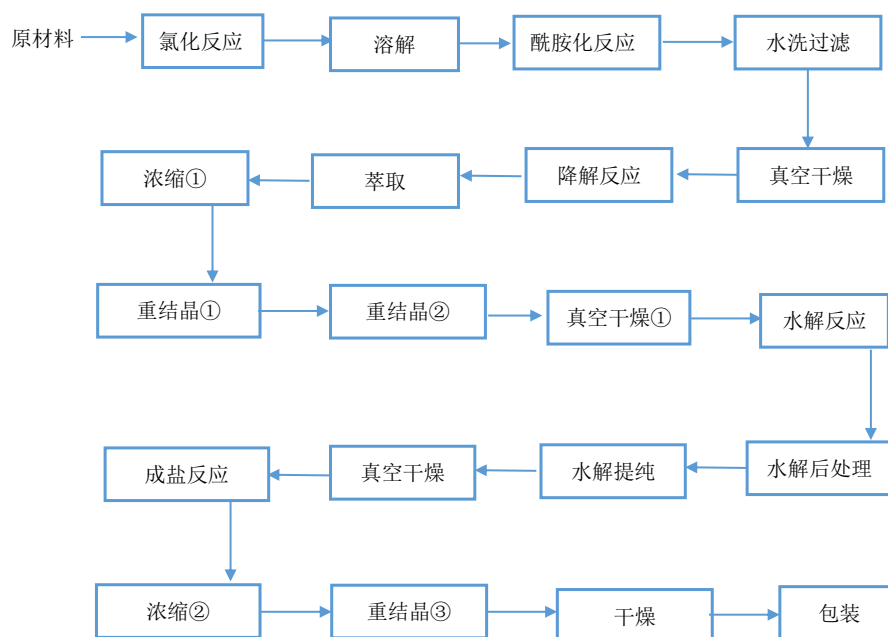 原材料
氯化反应
溶解
酰胺化反应
水洗过滤
真空干燥
降解反应
萃取
浓缩①
重结晶①
重结晶②
真空干燥①
水解反应
水解后处理
水解提纯
真空干燥
成盐反应
浓缩②
重结晶③
干燥
包装